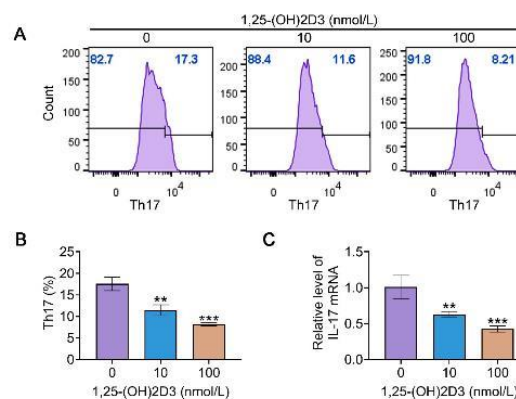 1,25-(OH)2D3 (nmol/L)
A
0 10 100
82.7 17.3
88.4 11.6
91.8 8.21
Count
200
150
100
50
0
200
150
100
50
0
250
200
150
100
50
0
0 10⁴
0 10⁴
0 10⁴
Th17 Th17 Th17
B
Th17 (%)
25
20
15
10
5
0
** ***
0 10 100
1,25-(OH)2D3 (nmol/L)
C
Relative level of
IL-17 mRNA
1.5
1.0
0.5
0.0
** ***
0 10 100
1,25-(OH)2D3 (nmol/L)